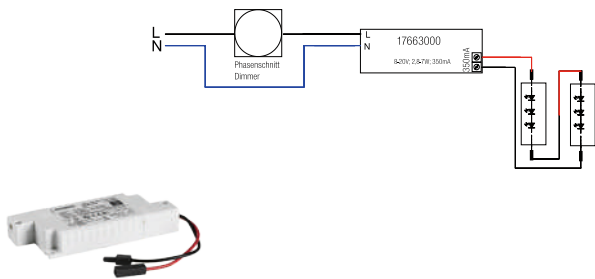 L
N
Phasenschnitt
Dimmer
L
N
17663000
8-20V; 2,8-7W; 350mA
350mA